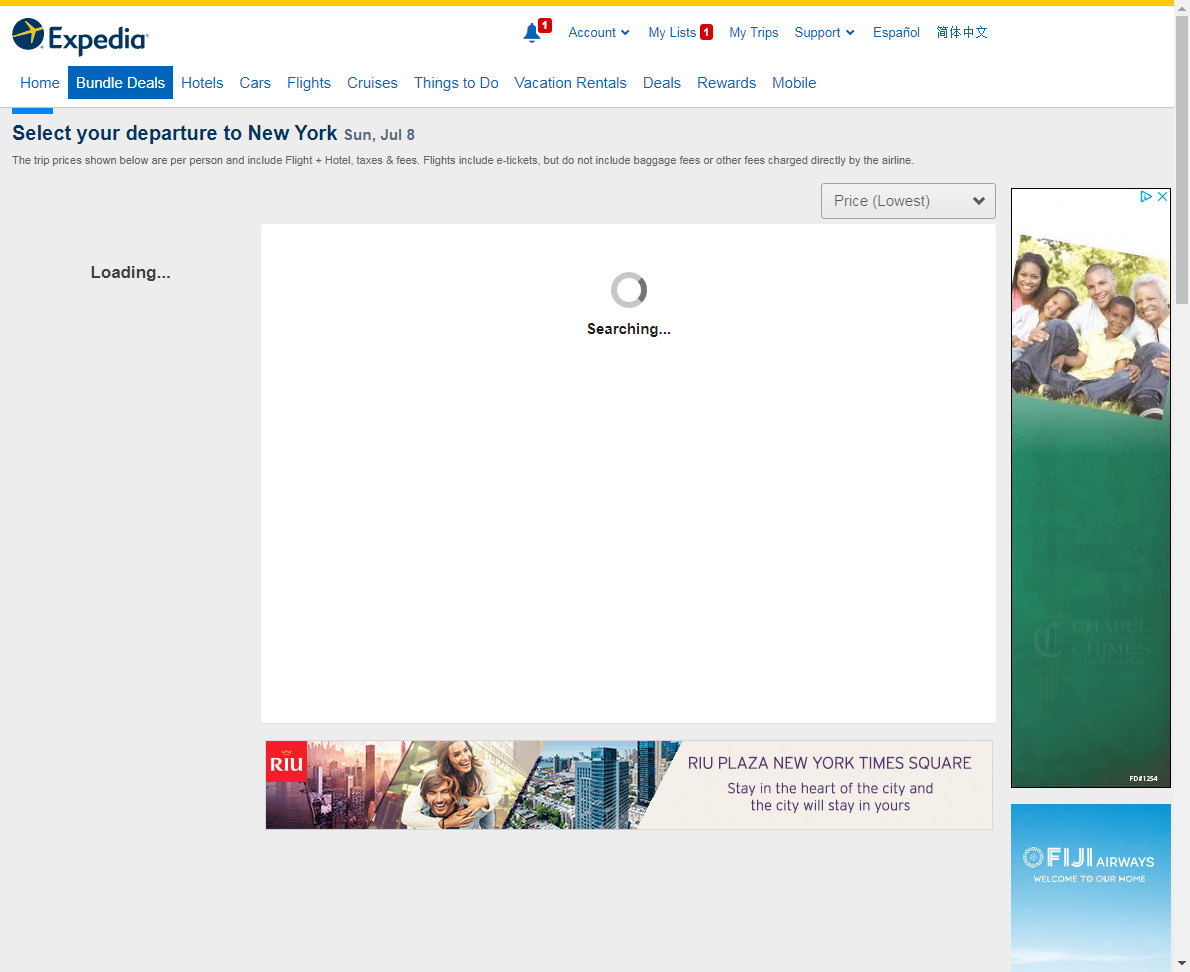 Expedia
1
Account
My Lists 1
My Trips
Support
Español
简体中文
Home
Bundle Deals
Hotels
Cars
Flights
Cruises
Things to Do
Vacation Rentals
Deals
Rewards
Mobile
Select your departure to New York Sun, Jul 8
The trip prices shown below are per person and include Flight + Hotel, taxes & fees. Flights include e-tickets, but do not include baggage fees or other fees charged directly by the airline.
Price (Lowest)
Loading...
Searching...
CHAPEL
CHIMES
OAKLAND
FD#1254
RIU
RIU PLAZA NEW YORK TIMES SQUARE
Stay in the heart of the city and
the city will stay in yours
FIJI AIRWAYS
WELCOME TO OUR HOME